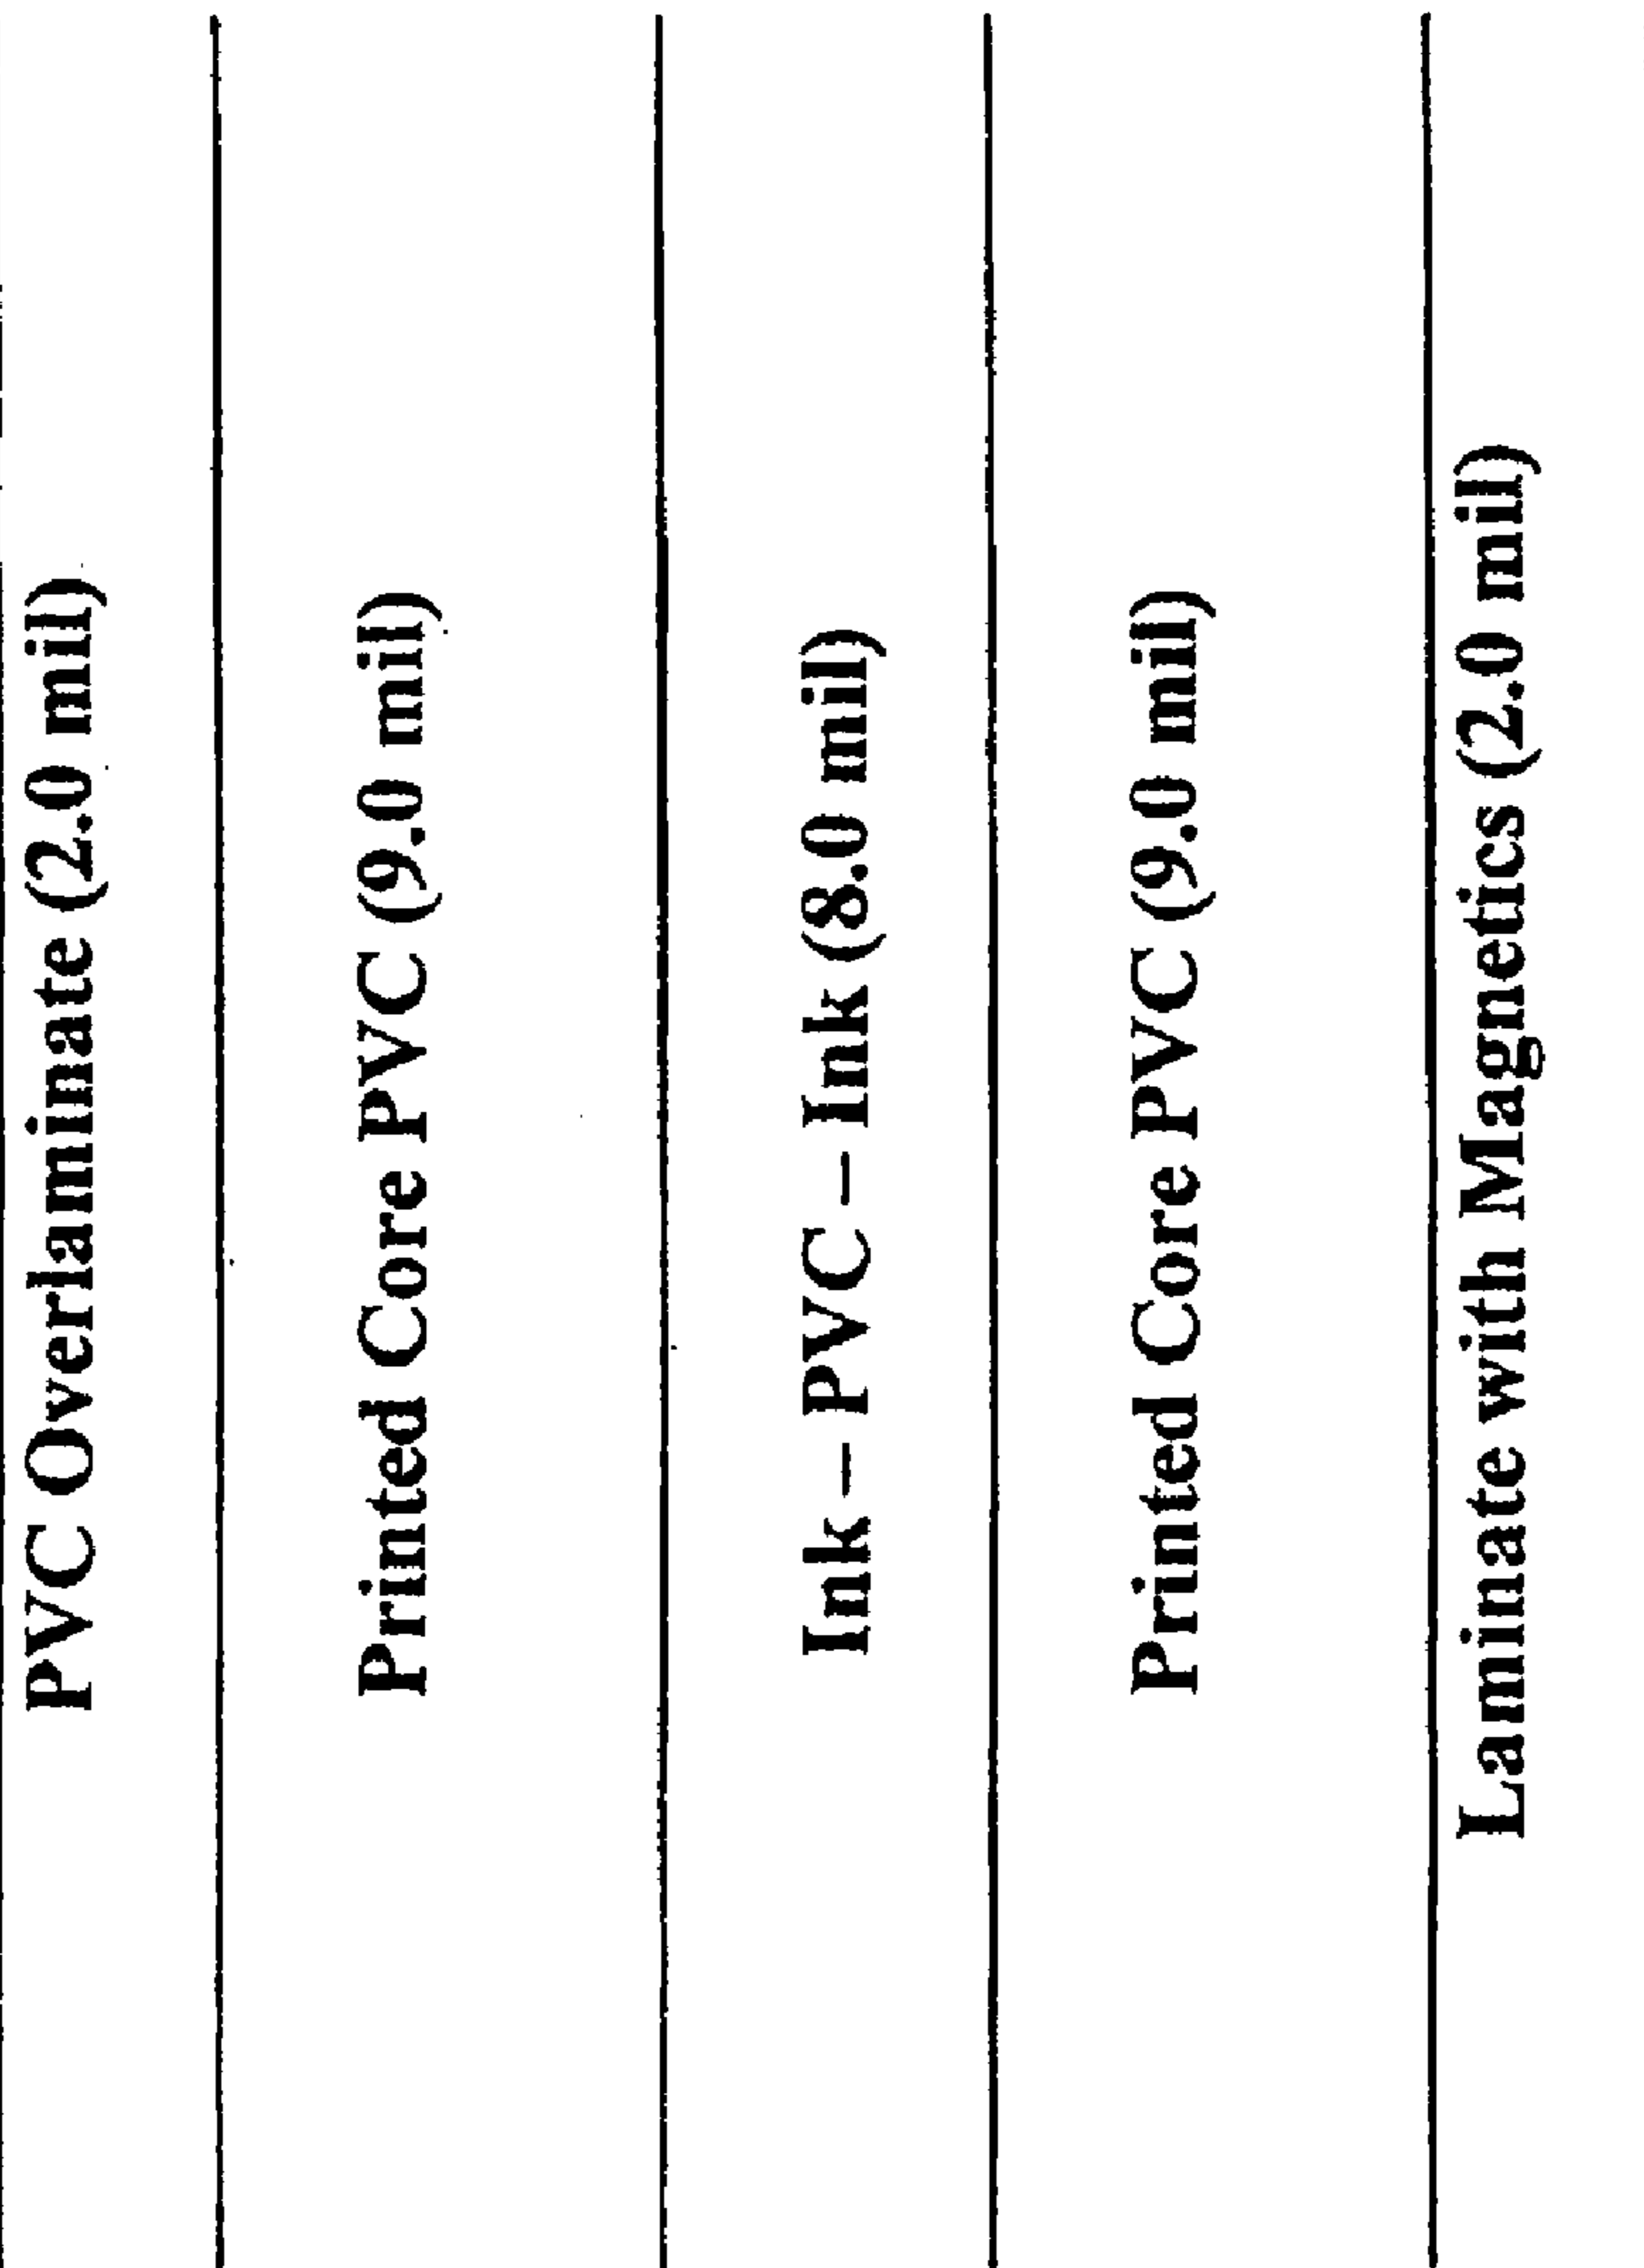 PVC Overlaminate (2.0 mil)
Printed Core PVC (9.0 mil)
Ink – PVC – Ink (8.0 mil)
Printed Core PVC (9.0 mil)
Laminate with Magnetics (2.0 mil)